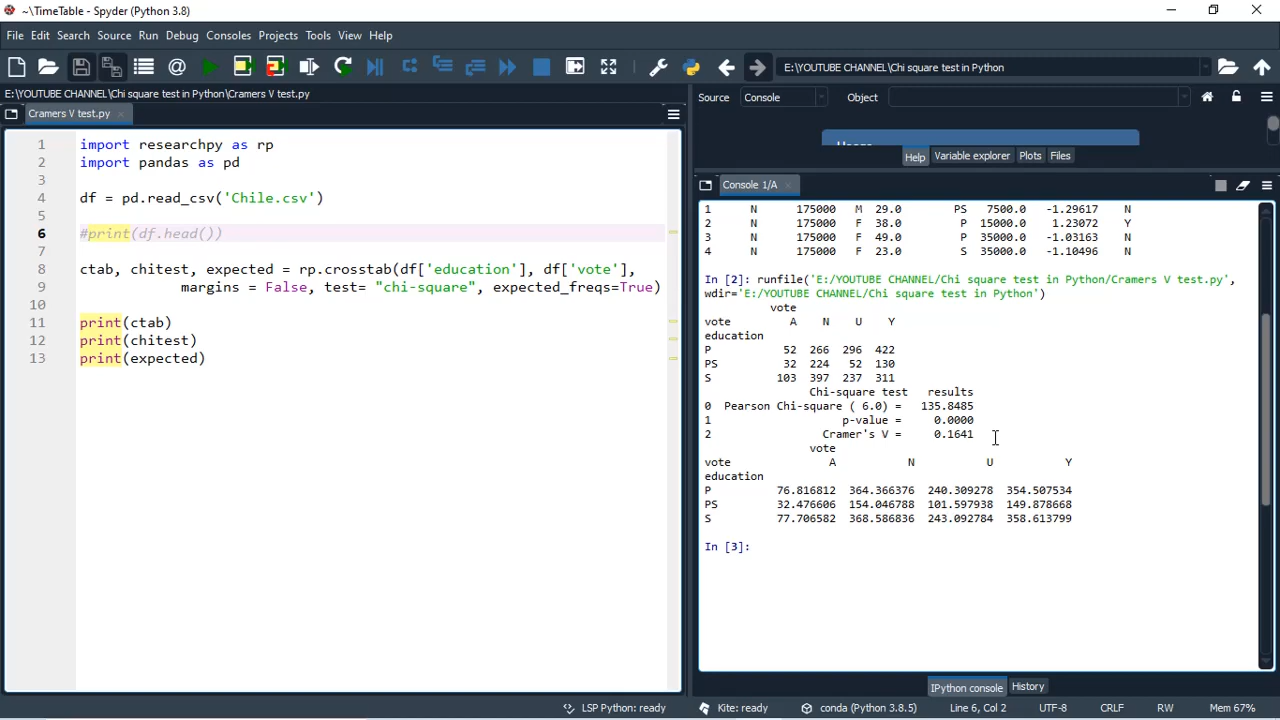 ~\TimeTable - Spyder (Python 3.8)
File Edit Search Source Run Debug Consoles Projects Tools View Help
E:\YOUTUBE CHANNEL\Chi square test in Python
E:\YOUTUBE CHANNEL\Chi square test in Python\Cramers V test.py
Cramers V test.py
1 import researchpy as rp
2 import pandas as pd
3
4 df = pd.read_csv('Chile.csv')
5
6 #print(df.head())
7
8 ctab, chitest, expected = rp.crosstab(df['education'], df['vote'],
9 margins = False, test= "chi-square", expected_freqs=True)
10
11 print(ctab)
12 print(chitest)
13 print(expected)
Source Console Object
Usage
Help Variable explorer Plots Files
Console 1/A
1 N 175000 M 29.0 PS 7500.0 -1.29617 N
2 N 175000 F 38.0 P 15000.0 1.23072 Y
3 N 175000 F 49.0 P 35000.0 -1.03163 N
4 N 175000 F 23.0 S 35000.0 -1.10496 N
In [2]: runfile('E:/YOUTUBE CHANNEL/Chi square test in Python/Cramers V test.py',
wdir='E:/YOUTUBE CHANNEL/Chi square test in Python')
vote
vote A N U Y
education
P 52 266 296 422
PS 32 224 52 130
S 103 397 237 311
Chi-square test results
0 Pearson Chi-square ( 6.0) = 135.8485
1 p-value = 0.0000
2 Cramer's V = 0.1641
vote
vote A N U Y
education
P 76.816812 364.366376 240.309278 354.507534
PS 32.476606 154.046788 101.597938 149.878668
S 77.706582 368.586836 243.092784 358.613799
In [3]:
IPython console History
LSP Python: ready Kite: ready conda (Python 3.8.5) Line 6, Col 2 UTF-8 CRLF RW Mem 67%